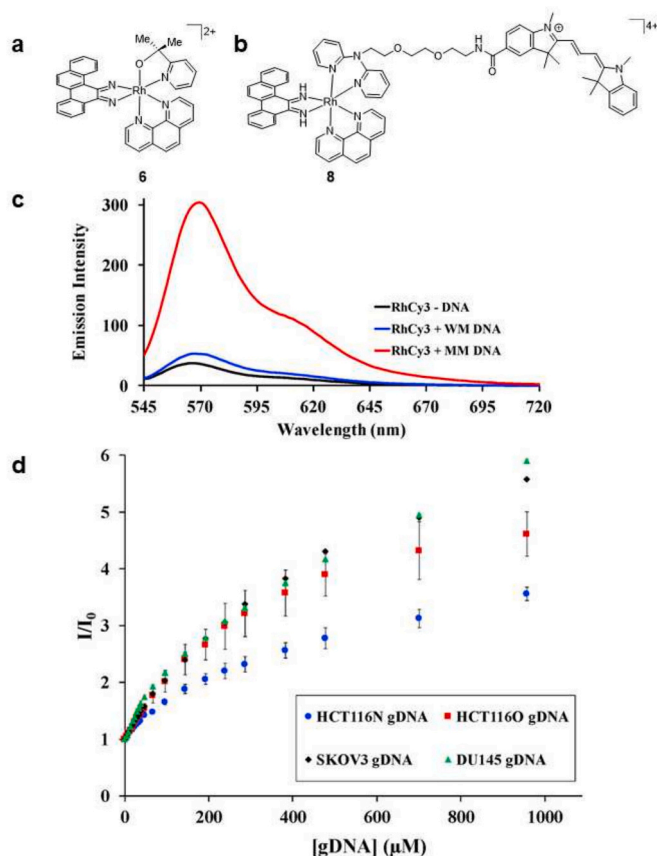 a
b
Me
Me
2+
O
N
Rh
N
N
N
N
6
4+
N
N
N
O
O
NH
O
NMe
⊕
NMe
NH
Rh
N
H
N
N
8
c
300
200
100
0
Emission Intensity
RhCy3 - DNA
RhCy3 + WM DNA
RhCy3 + MM DNA
545 570 595 620 645 670 695 720
Wavelength (nm)
d
6
5
4
3
2
1
0
I/I0
HCT116N gDNA HCT116O gDNA
SKOV3 gDNA DU145 gDNA
0 200 400 600 800 1000
[gDNA] (μM)